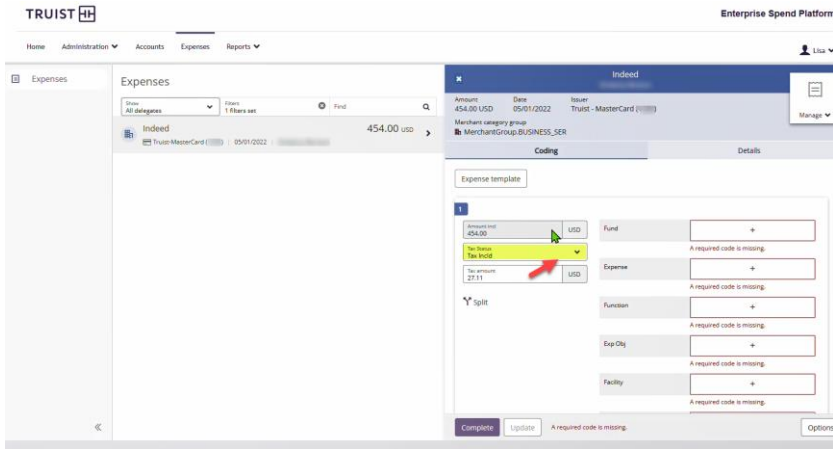 TRUIST
Enterprise Spend Platform
Home Administration Accounts Expenses Reports
Lisa
Expenses
Expenses
Show
All delegates
Filters
1 filters set
Find
Indeed
454.00 USD
Truist-MasterCard (
) | 05/01/2022 |
Indeed
Amount
454.00 USD
Date
05/01/2022
Issuer
Truist - MasterCard ( )
Manage
Merchant category group
MerchantGroup.BUSINESS_SER
Coding
Details
Expense template
1
Amount incl
454.00
USD
Tax Status
Tax Incld
Tax amount
27.11
USD
Split
Fund
+
A required code is missing.
Expense
+
A required code is missing.
Function
+
A required code is missing.
Exp Obj
+
A required code is missing.
Facility
+
A required code is missing.
Complete
Update
A required code is missing.
Options